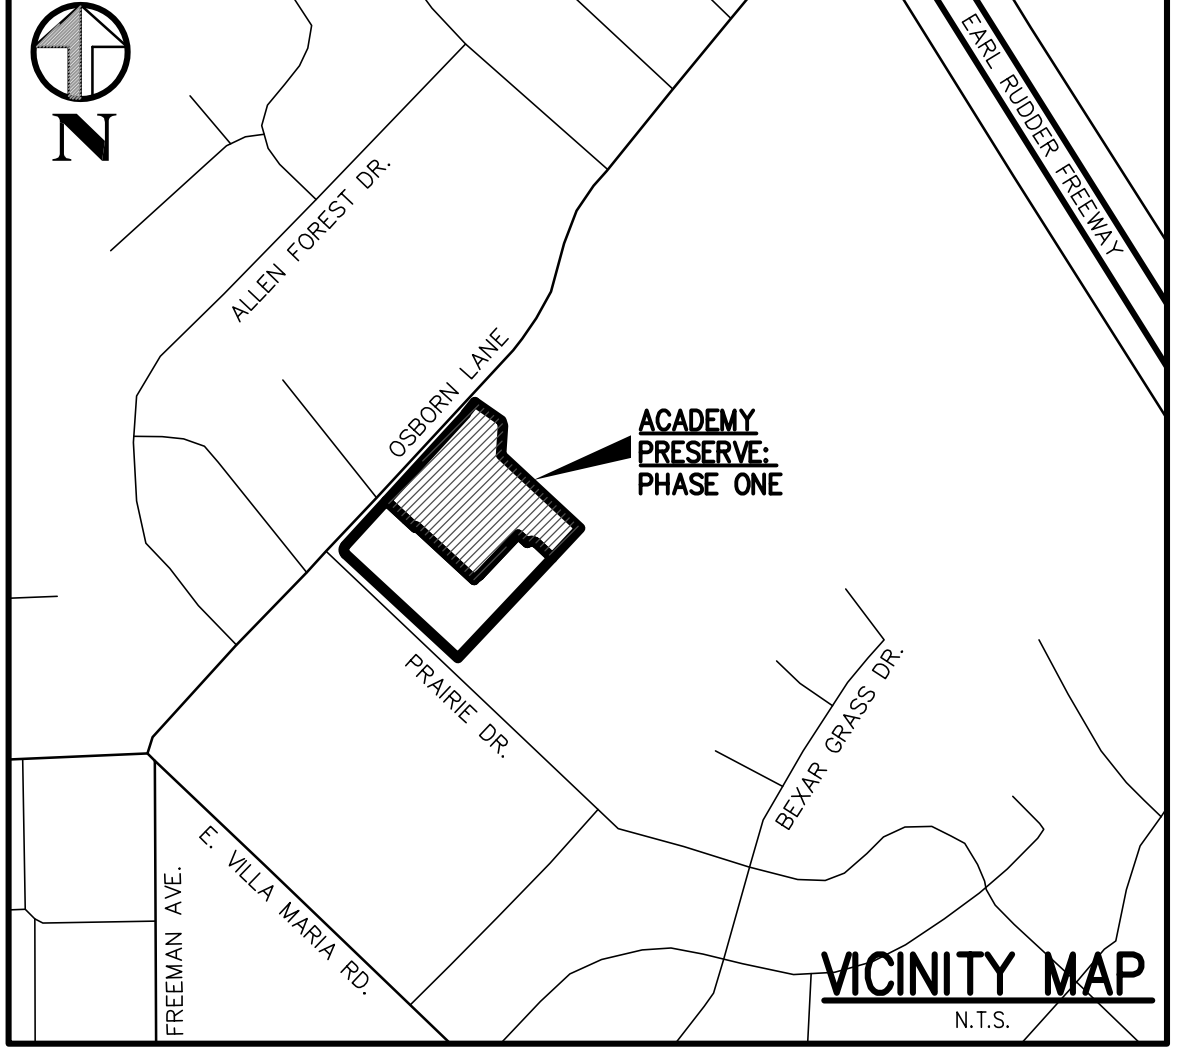 N
EARL RUDDER FREEWAY
ALLEN FOREST DR.
OSBORN LANE
ACADEMY
PRESERVE:
PHASE ONE
PRAIRIE DR.
BEXAR GRASS DR.
E. VILLA MARIA RD.
FREEMAN AVE.
VICINITY MAP
N.T.S.